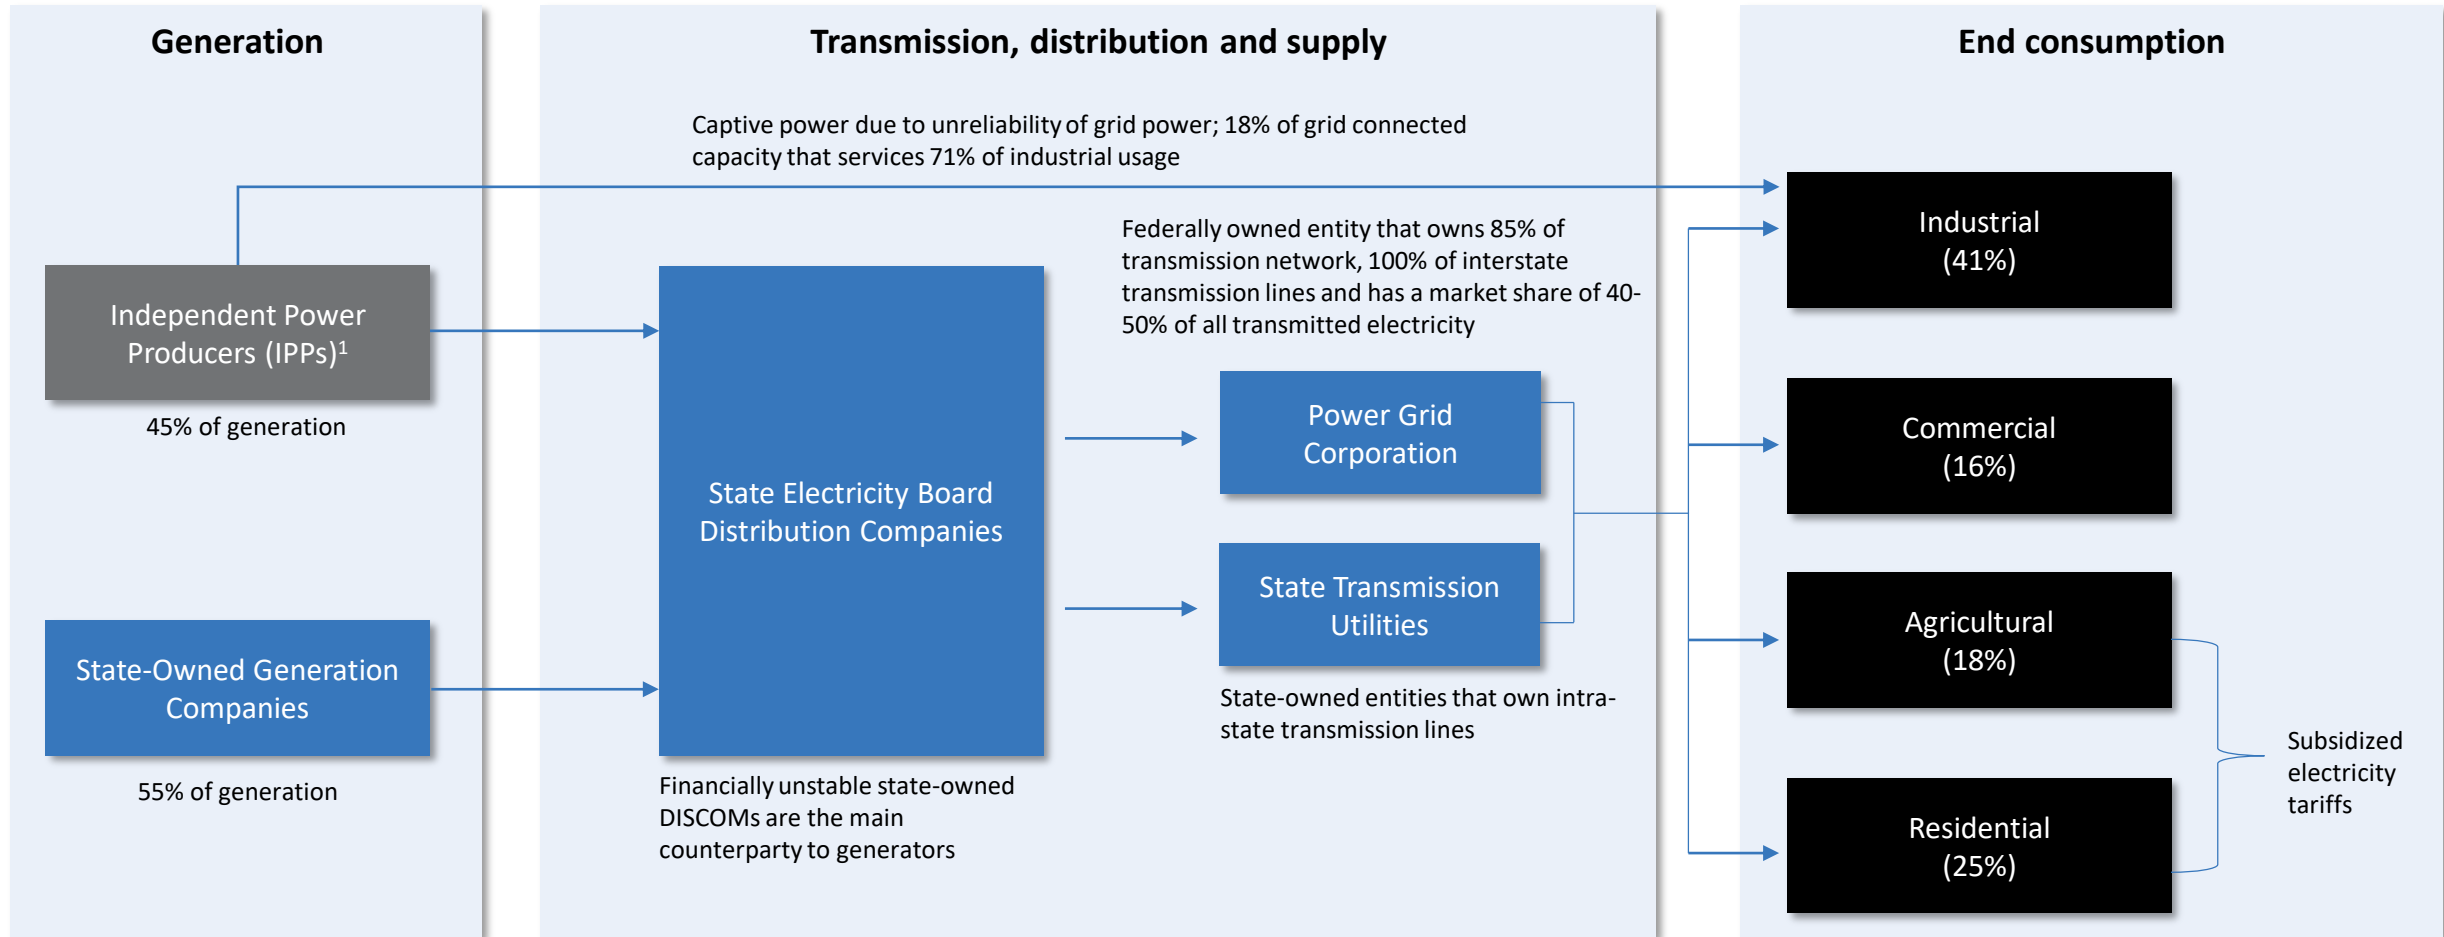 Generation
Independent Power
Producers (IPPs)1
45% of generation
State-Owned Generation
Companies
55% of generation
Transmission, distribution and supply
Captive power due to unreliability of grid power; 18% of grid connected
capacity that services 71% of industrial usage
Federally owned entity that owns 85% of
transmission network, 100% of interstate
transmission lines and has a market share of 40-
50% of all transmitted electricity
State Electricity Board
Distribution Companies
Financially unstable state-owned
DISCOMs are the main
counterparty to generators
Power Grid
Corporation
State Transmission
Utilities
State-owned entities that own intra-
state transmission lines
End consumption
Industrial
(41%)
Commercial
(16%)
Agricultural
(18%)
Residential
(25%)
Subsidized
electricity
tariffs